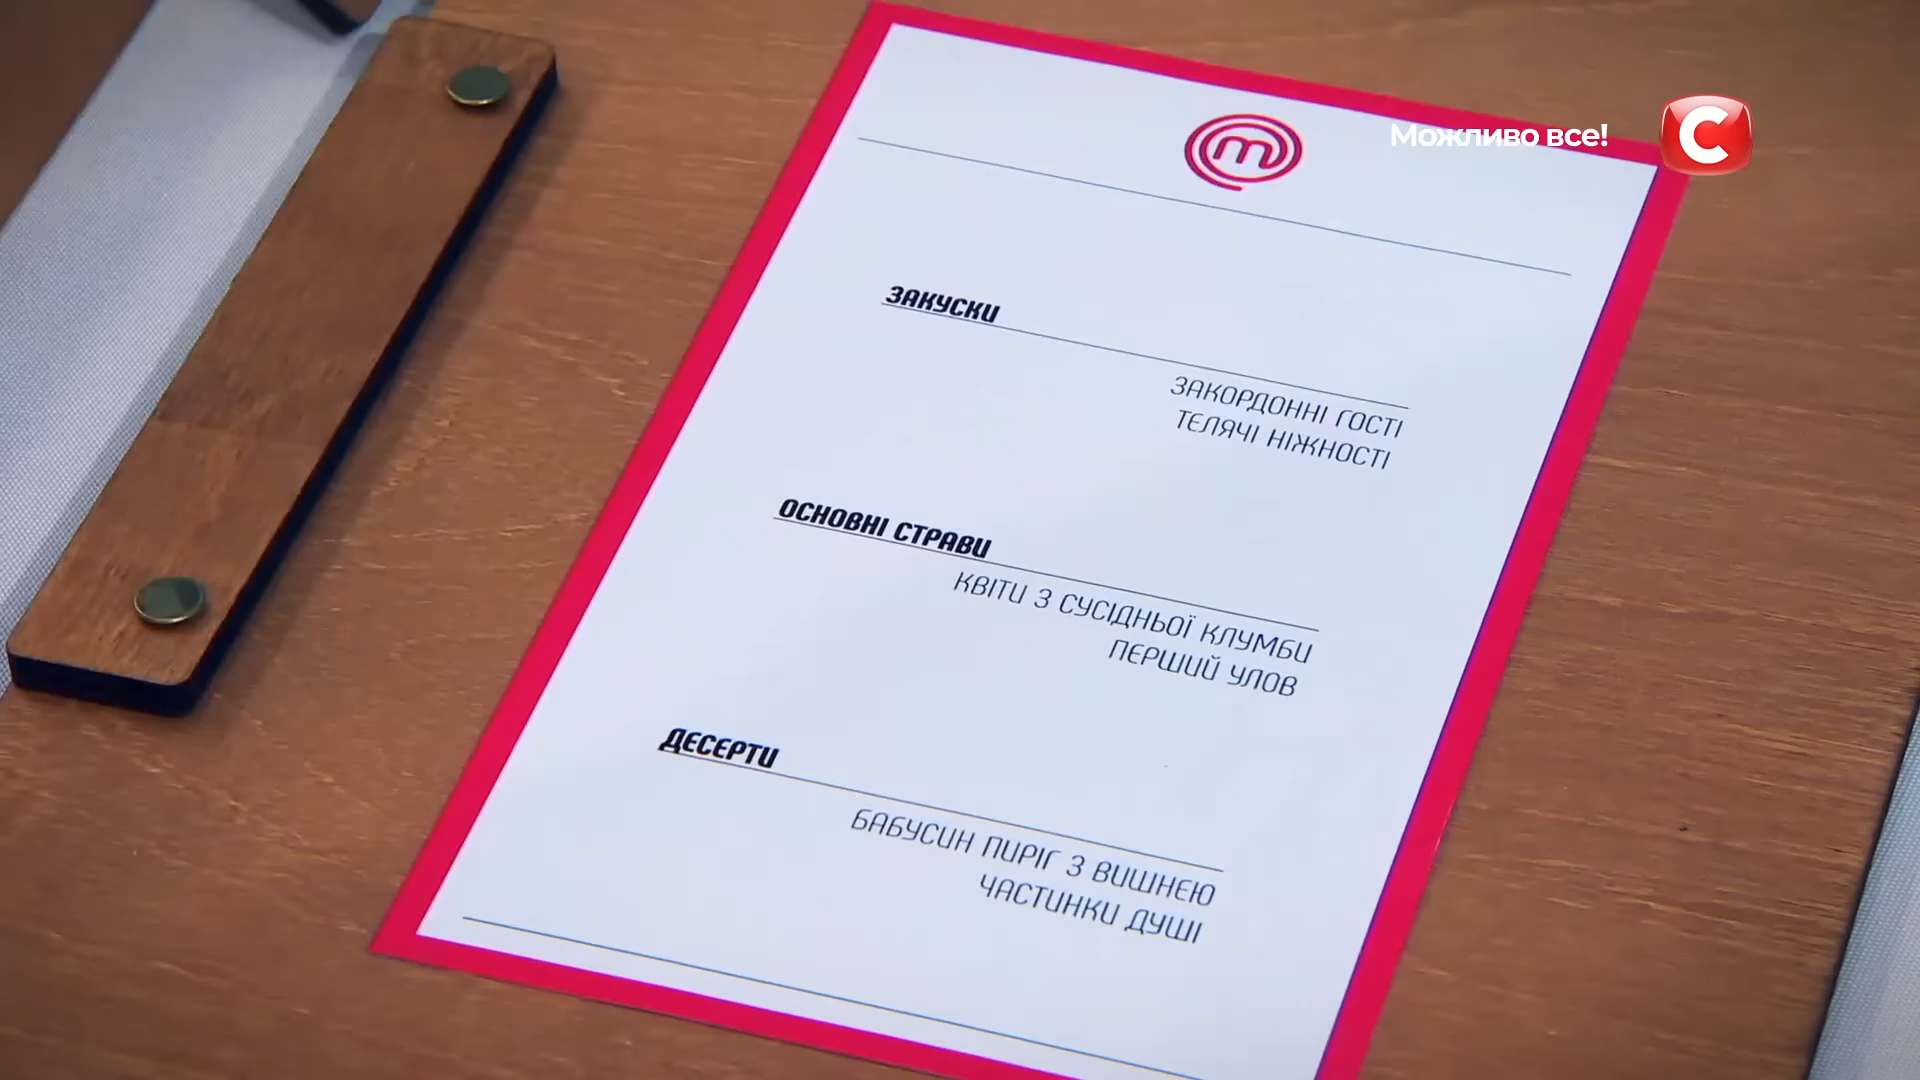 Можливо все!
C
m
ЗАКУСКИ
ЗАКОРДОННІ ГОСТІ
ТЕЛЯЧІ НІЖНОСТІ
ОСНОВНІ СТРАВИ
КВІТИ З СУСІДНЬОЇ КЛУМБИ
ПЕРШИЙ УЛОВ
ДЕСЕРТИ
БАБУСИН ПИРІГ З ВИШНЕЮ
ЧАСТИНКИ ДУШІ